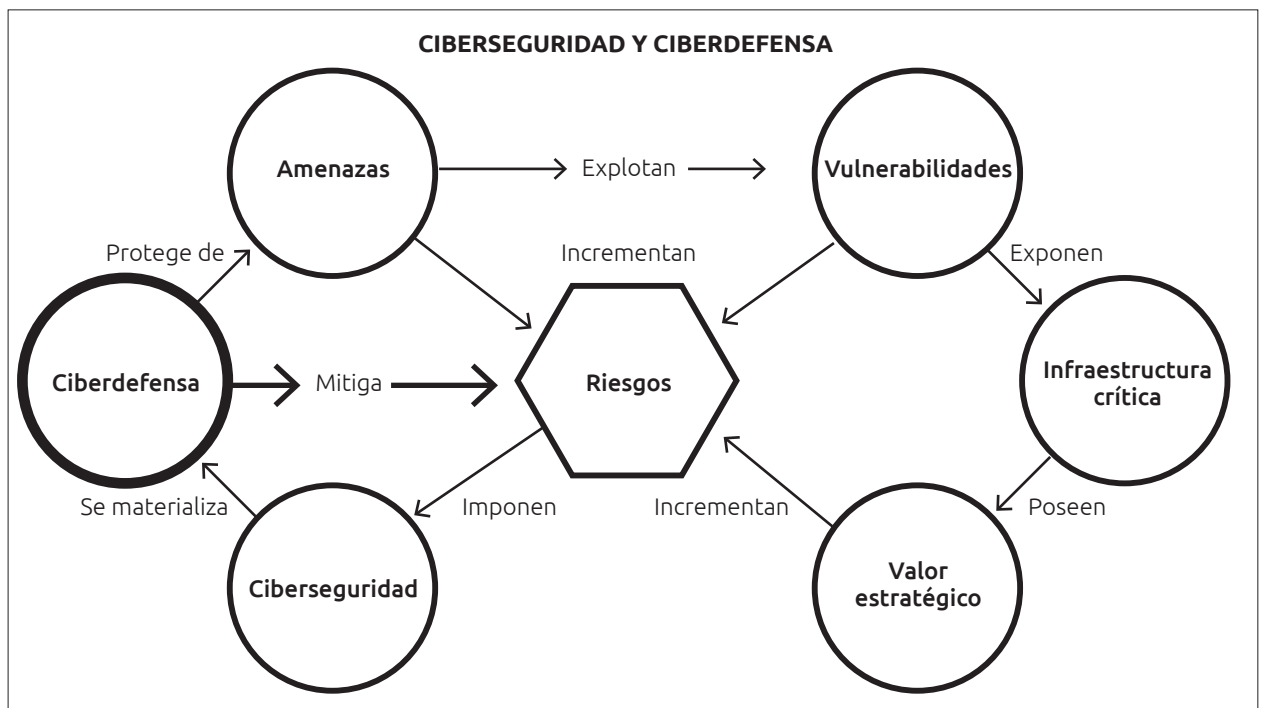 CIBERSEGURIDAD Y CIBERDEFENSA
Amenazas
Explotan
Vulnerabilidades
Protege de
Incrementan
Exponen
Ciberdefensa
Mitiga
Riesgos
Infraestructura
crítica
Se materializa
Imponen
Incrementan
Poseen
Ciberseguridad
Valor
estratégico